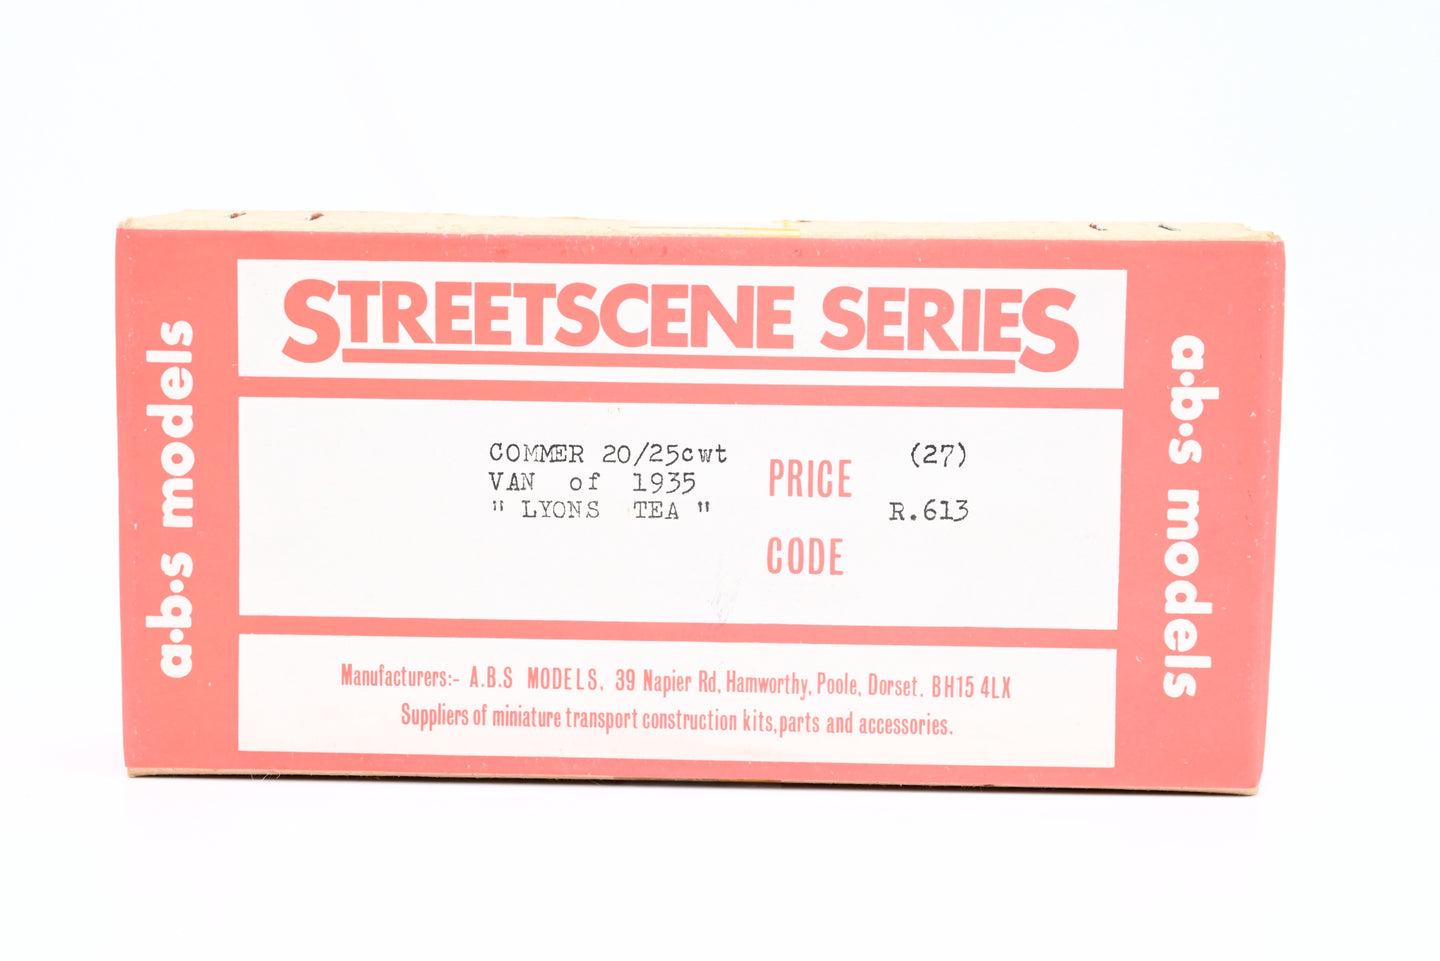 STREETSCENE SERIES
a·b·s models
COMMER 20/25cwt
VAN of 1935
" LYONS TEA "
PRICE
CODE
(27)
R.613
a·b·s models
Manufacturers:- A.B.S MODELS, 39 Napier Rd, Hamworthy, Poole, Dorset. BH15 4LX
Suppliers of miniature transport construction kits, parts and accessories.